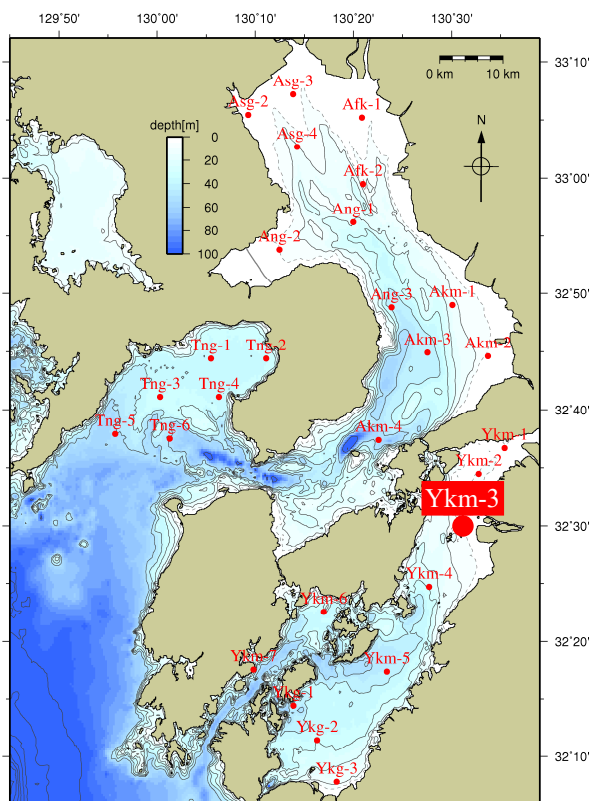 129°50' 130°00' 130°10' 130°20' 130°30'
33°10'
33°00'
32°50'
32°40'
32°30'
32°20'
32°10'
0 km 10 km
N
depth[m]
0
20
40
60
80
100
Asg-3
Asg-2
Afk-1
Asg-4
Afk-2
Ang-1
Ang-2
Ang-3
Akm-1
Akm-3
Akm-2
Tng-1
Tng-2
Tng-3
Tng-4
Tng-5
Tng-6
Akm-4
Ykm-1
Ykm-2
Ykm-3
Ykm-4
Ykm-6
Ykm-7
Ykm-5
Ykg-1
Ykg-2
Ykg-3